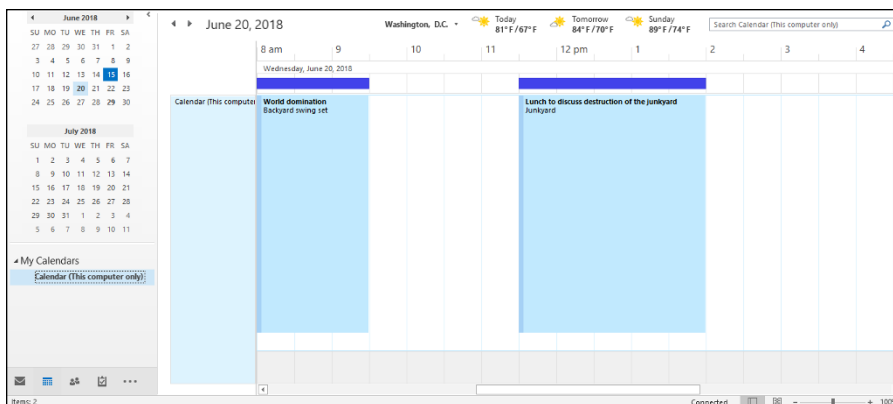 June 2018
SU MO TU WE TH FR SA
27 28 29 30 31 1 2
3 4 5 6 7 8 9
10 11 12 13 14 15 16
17 18 19 20 21 22 23
24 25 26 27 28 29 30
July 2018
SU MO TU WE TH FR SA
1 2 3 4 5 6 7
8 9 10 11 12 13 14
15 16 17 18 19 20 21
22 23 24 25 26 27 28
29 30 31 1 2 3 4
5 6 7 8 9 10 11
My Calendars
Calendar (This computer only)
Items: 2
June 20, 2018
Washington, D.C.
Today
81°F/67°F
Tomorrow
84°F/70°F
Sunday
89°F/74°F
Search Calendar (This computer only)
8 am 9 10 11 12 pm 1 2 3 4
Wednesday, June 20, 2018
Calendar (This computer
World domination
Backyard swing set
Lunch to discuss destruction of the junkyard
Junkyard
Connected
100%